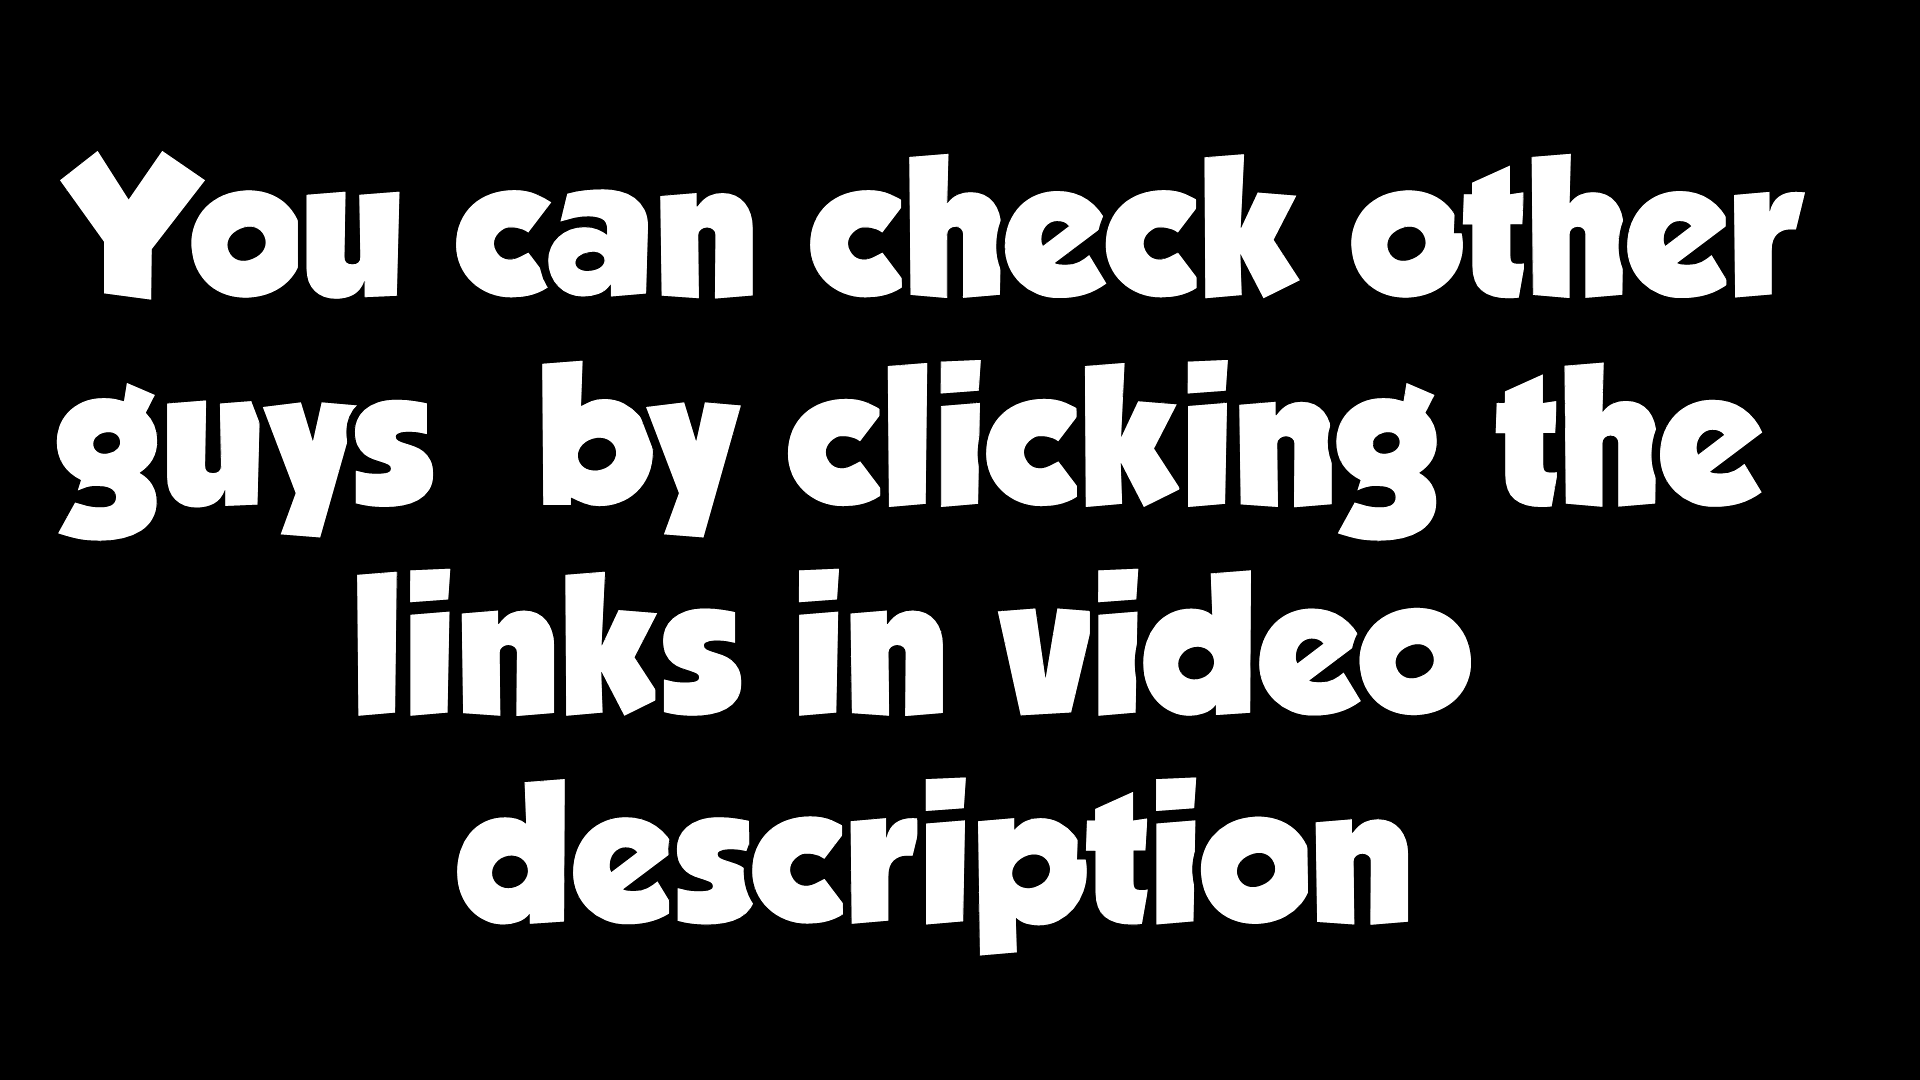 You can check other
guys  by clicking the
links in video
description